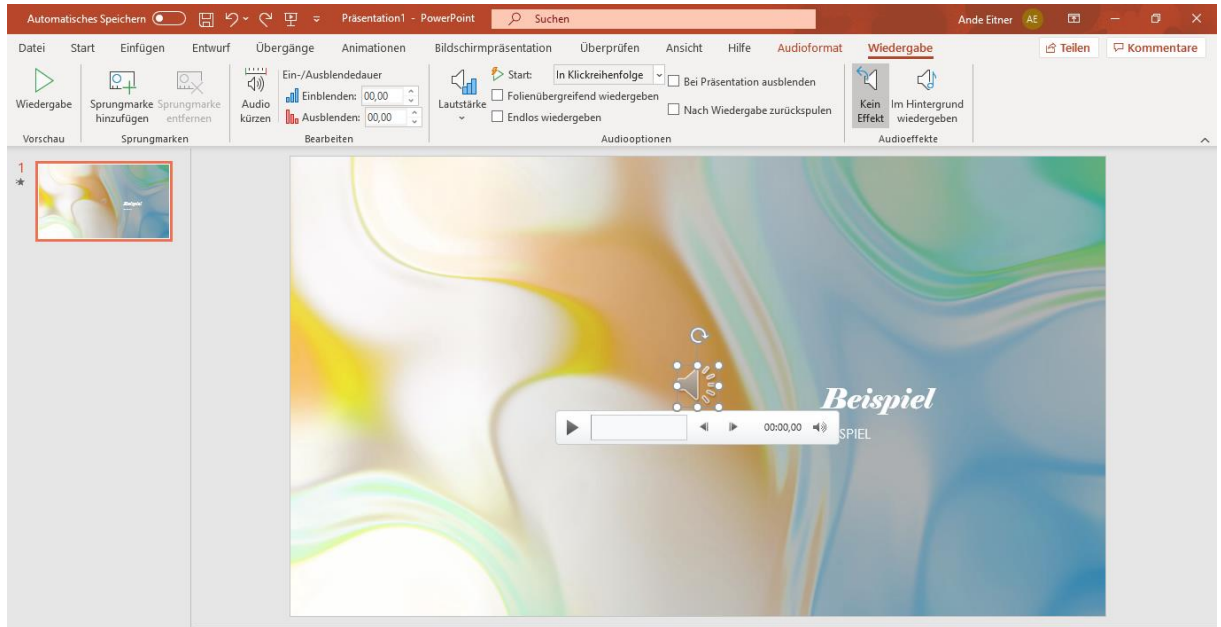 Automatisches Speichern
Präsentation1 - PowerPoint
Suchen
Ande Eitner
AE
Datei Start Einfügen Entwurf Übergänge Animationen Bildschirmpräsentation Überprüfen Ansicht Hilfe Audioformat Wiedergabe
Teilen
Kommentare
Wiedergabe
Vorschau
Sprungmarke
hinzufügen
Sprungmarke
entfernen
Sprungmarken
Audio
kürzen
Ein-/Ausblendedauer
Einblenden: 00,00
Ausblenden: 00,00
Bearbeiten
Lautstärke
Start: In Klickreihenfolge
Folienübergreifend wiedergeben
Endlos wiedergeben
Bei Präsentation ausblenden
Nach Wiedergabe zurückspulen
Audiooptionen
Kein
Effekt
Im Hintergrund
wiedergeben
Audioeffekte
1
Beispiel
Beispiel
00:00,00
SPIEL